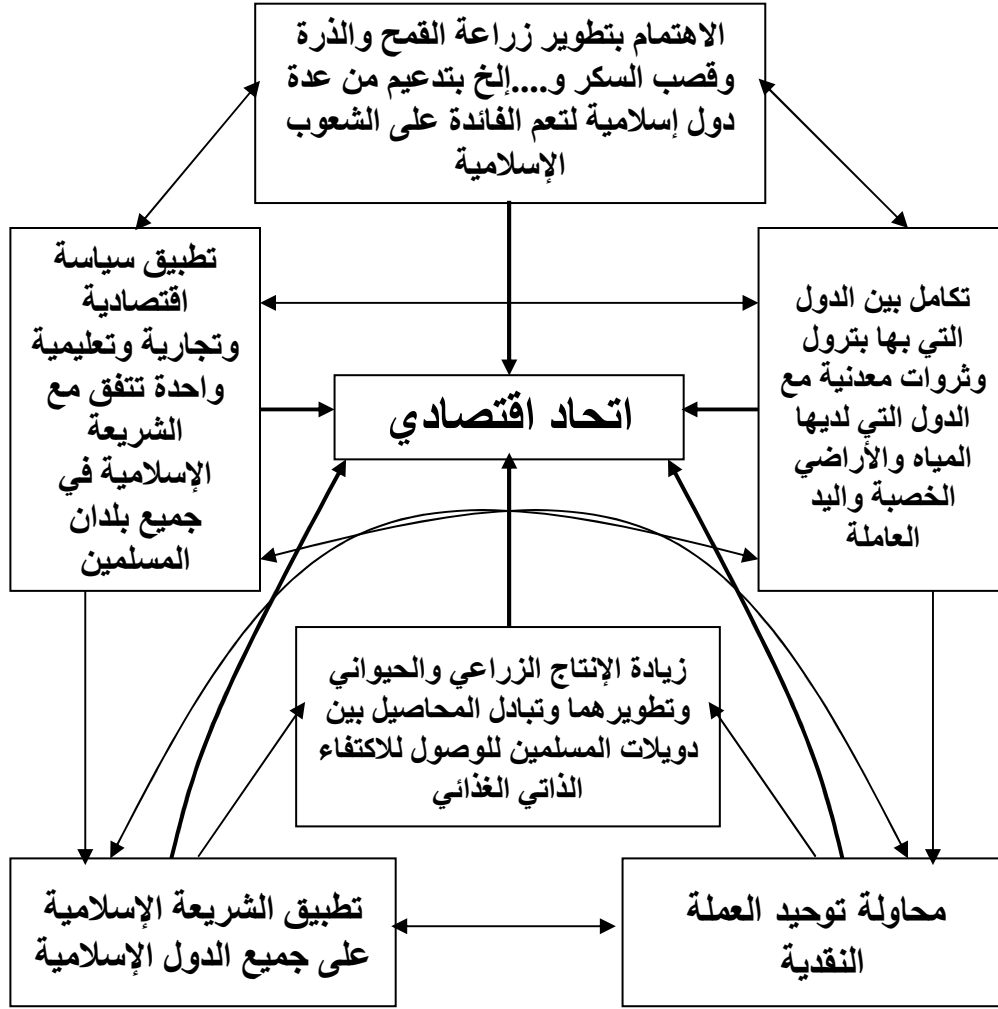 الاهتمام بتطوير زراعة القمح والذرة
وقصب السكر و....إلخ بتدعيم من عدة
دول إسلامية لتعم الفائدة على الشعوب
الإسلامية
تكامل بين الدول
التي بها بترول
وثروات معدنية مع
الدول التي لديها
المياه والأراضي
الخصبة واليد
العاملة
تطبيق سياسة
اقتصادية
وتجارية وتعليمية
واحدة تتفق مع
الشريعة
الإسلامية في
جميع بلدان
المسلمين
اتحاد اقتصادي
زيادة الإنتاج الزراعي والحيواني
وتطويرهما وتبادل المحاصيل بين
دويلات المسلمين للوصول للاكتفاء
الذاتي الغذائي
محاولة توحيد العملة
النقدية
تطبيق الشريعة الإسلامية
على جميع الدول الإسلامية